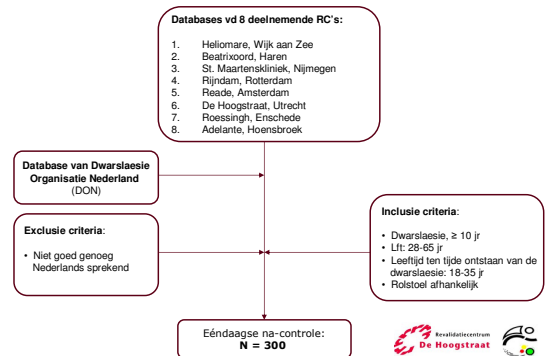 Databases vd 8 deelnemende RC's:
1. Heliomare, Wijk aan Zee
2. Beatrixoord, Haren
3. St. Maartenskliniek, Nijmegen
4. Rijndam, Rotterdam
5. Reade, Amsterdam
6. De Hoogstraat, Utrecht
7. Roessingh, Enschede
8. Adelante, Hoensbroek
Database van Dwarslaesie
Organisatie Nederland
(DON)
Exclusie criteria:
• Niet goed genoeg
Nederlands sprekend
Inclusie criteria:
• Dwarslaesie, ≥ 10 jr
• Lft: 28-65 jr
• Leeftijd ten tijde ontstaan van de
dwarslaesie: 18-35 jr
• Rolstoel afhankelijk
Eéndaagse na-controle:
N = 300
Revalidatiecentrum
De Hoogstraat